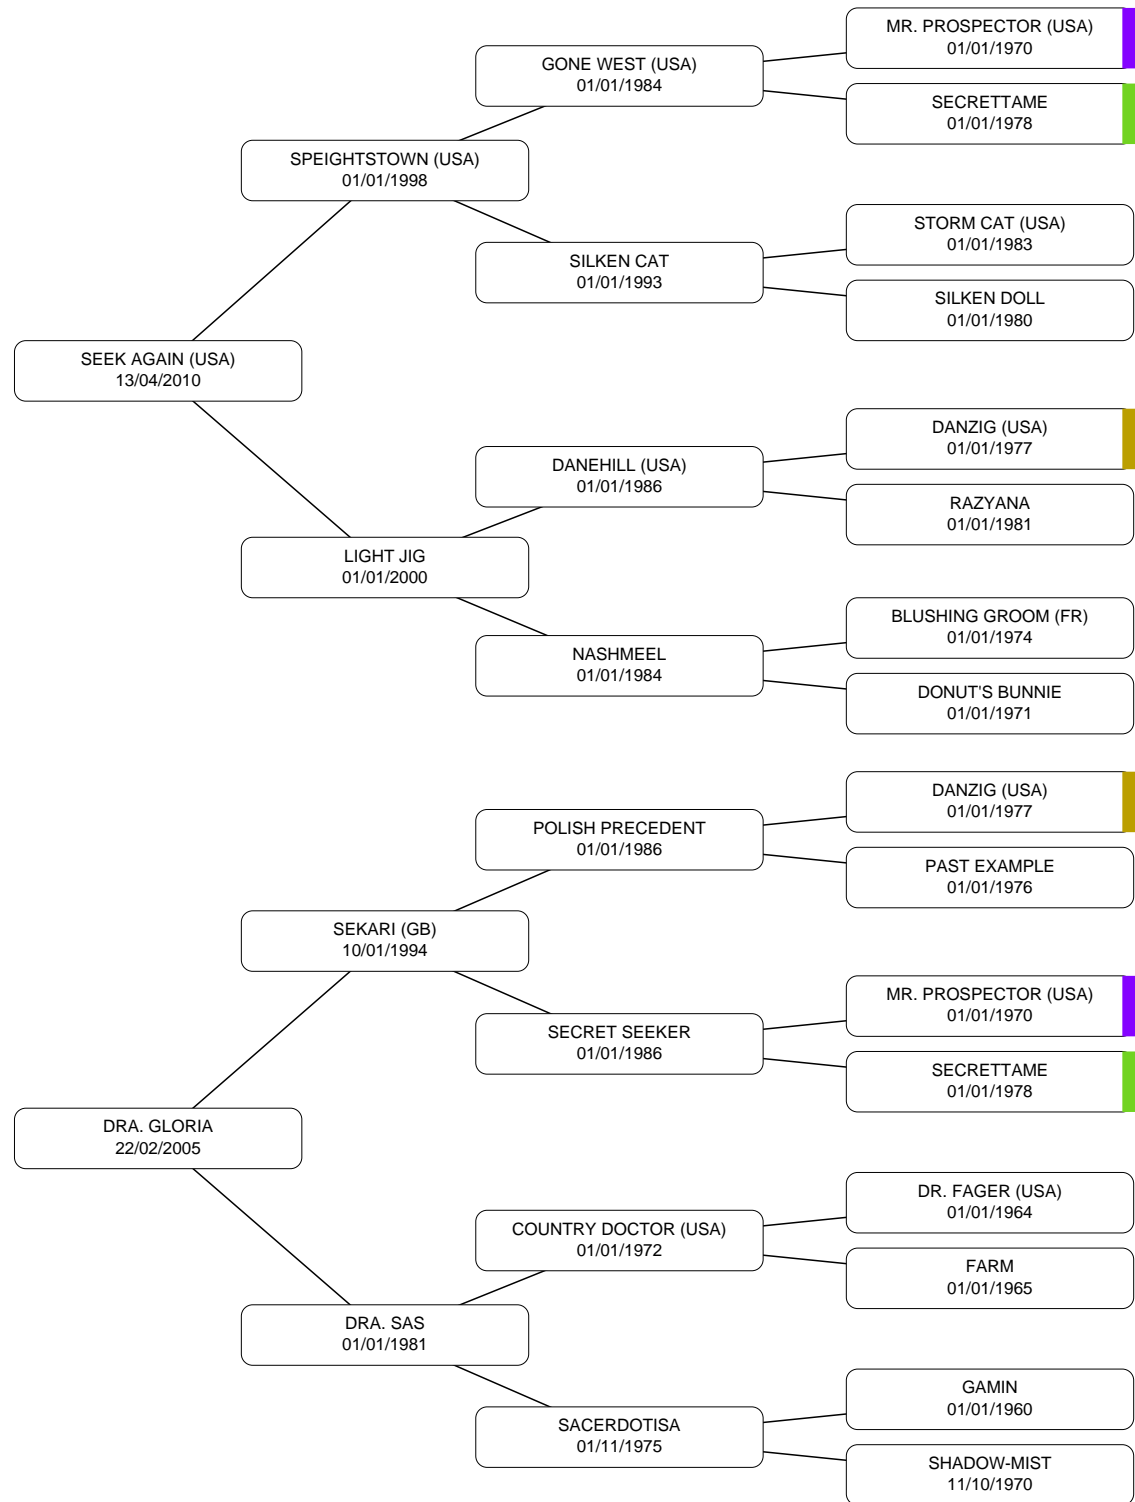 MR. PROSPECTOR (USA)
01/01/1970
GONE WEST (USA)
01/01/1984
SECRETTAME
01/01/1978
SPEIGHTSTOWN (USA)
01/01/1998
STORM CAT (USA)
01/01/1983
SILKEN CAT
01/01/1993
SILKEN DOLL
01/01/1980
SEEK AGAIN (USA)
13/04/2010
DANZIG (USA)
01/01/1977
DANEHILL (USA)
01/01/1986
RAZYANA
01/01/1981
LIGHT JIG
01/01/2000
BLUSHING GROOM (FR)
01/01/1974
NASHMEEL
01/01/1984
DONUT'S BUNNIE
01/01/1971
DANZIG (USA)
01/01/1977
POLISH PRECEDENT
01/01/1986
PAST EXAMPLE
01/01/1976
SEKARI (GB)
10/01/1994
MR. PROSPECTOR (USA)
01/01/1970
SECRET SEEKER
01/01/1986
SECRETTAME
01/01/1978
DRA. GLORIA
22/02/2005
DR. FAGER (USA)
01/01/1964
COUNTRY DOCTOR (USA)
01/01/1972
FARM
01/01/1965
DRA. SAS
01/01/1981
GAMIN
01/01/1960
SACERDOTISA
01/11/1975
SHADOW-MIST
11/10/1970